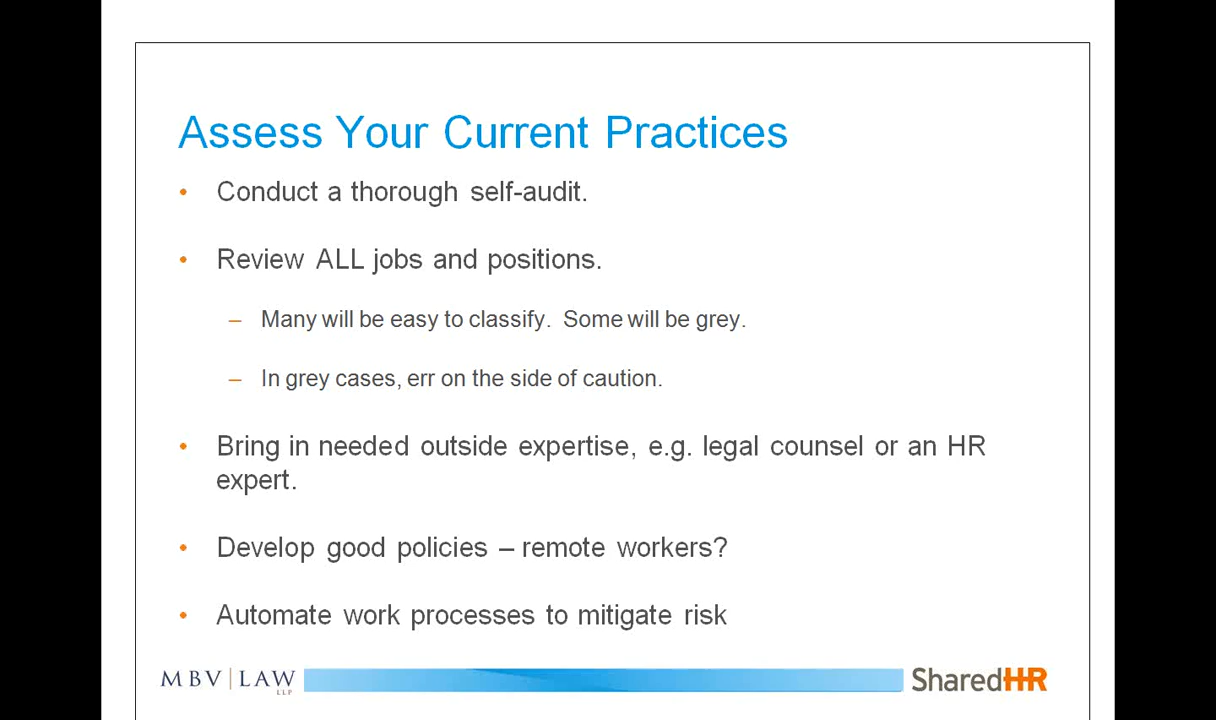 Assess Your Current Practices
• Conduct a thorough self-audit.
• Review ALL jobs and positions.
– Many will be easy to classify.  Some will be grey.
– In grey cases, err on the side of caution.
• Bring in needed outside expertise, e.g. legal counsel or an HR
expert.
• Develop good policies – remote workers?
• Automate work processes to mitigate risk
MBV | LAW
LLP
SharedHR